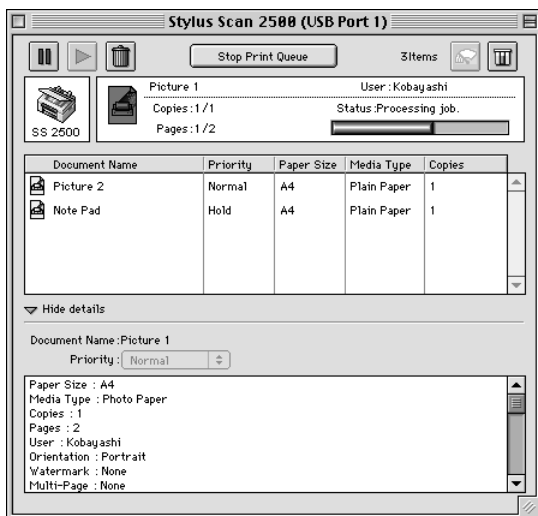 Stylus Scan 2500 (USB Port 1)
Stop Print Queue
3Items
SS 2500
Picture 1 User :Kobayashi
Copies :1 /1 Status :Processing job.
Pages :1 /2
Document Name Priority Paper Size Media Type Copies
Picture 2 Normal A4 Plain Paper 1
Note Pad Hold A4 Plain Paper 1
Hide details
Document Name :Picture 1
Priority : Normal
Paper Size : A4
Media Type : Photo Paper
Copies : 1
Pages : 2
User : Kobayashi
Orientation : Portrait
Watermark : None
Multi-Page : None